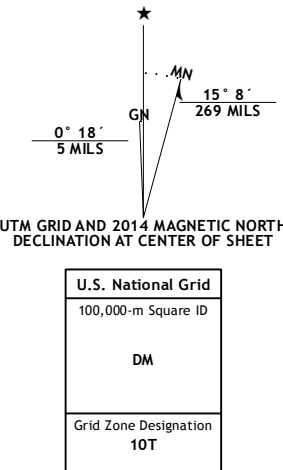 ★
MN
GN
15° 8´
269 MILS
0° 18´
5 MILS
UTM GRID AND 2014 MAGNETIC NORTH
DECLINATION AT CENTER OF SHEET
U.S. National Grid
100,000-m Square ID
DM
Grid Zone Designation
10T